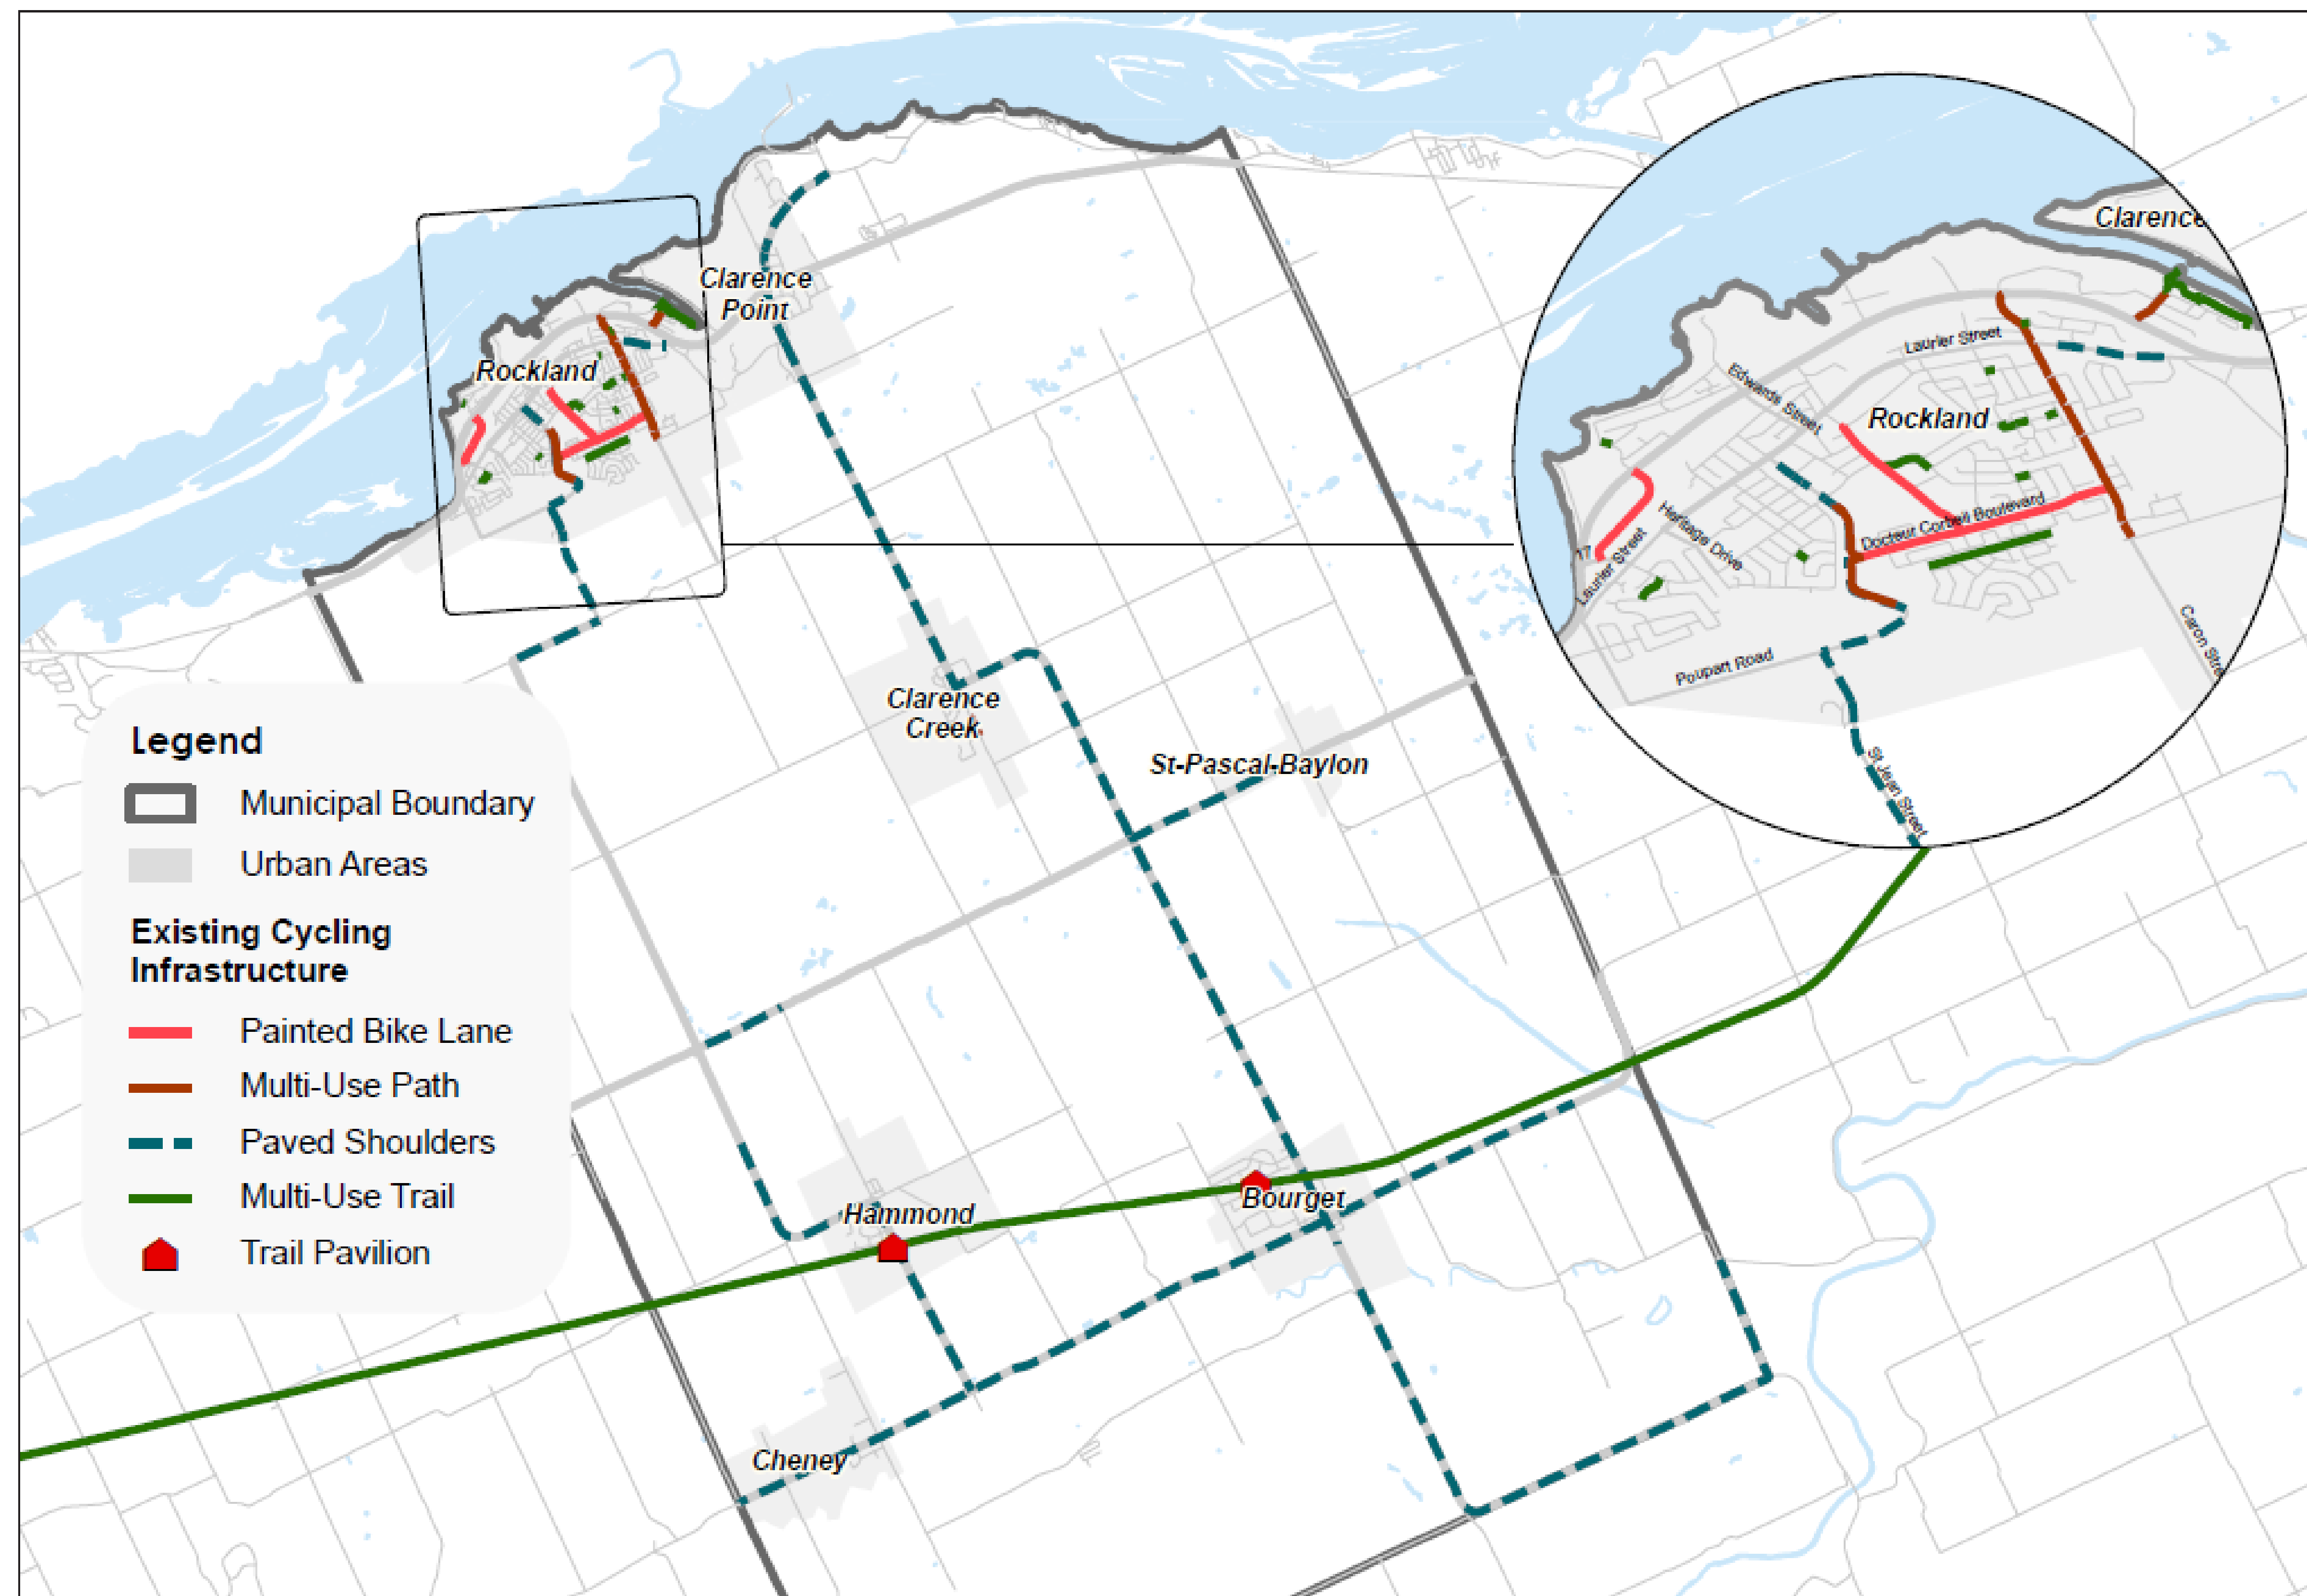 Clarence
Point
Rockland
Clarence
Creek
St-Pascal-Baylon
Hammond
Bourget
Cheney
Legend
Municipal Boundary
Urban Areas
Existing Cycling
Infrastructure
Painted Bike Lane
Multi-Use Path
Paved Shoulders
Multi-Use Trail
Trail Pavilion
Clarence
Laurier Street
Edwards Street
Rockland
Heritage Drive
Docteur Corbeil Boulevard
17
Laurier Street
Poupart Road
Caron Stre
St Jean Street